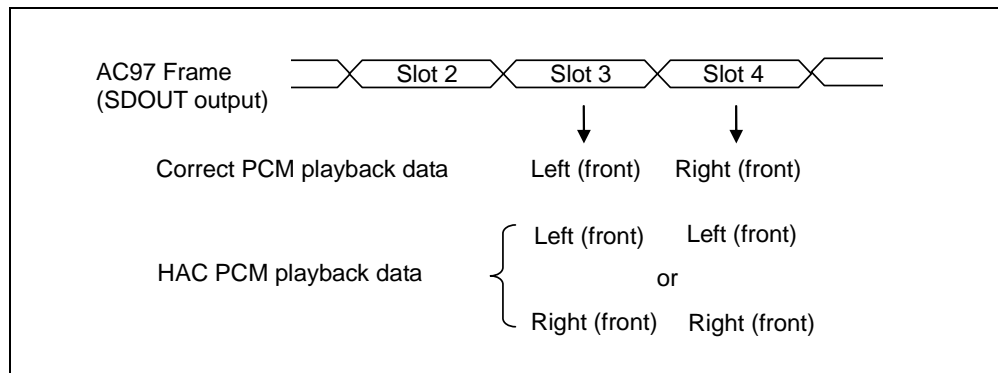 AC97 Frame
(SDOUT output)
Slot 2 Slot 3 Slot 4
Correct PCM playback data Left (front) Right (front)
HAC PCM playback data
Left (front) Left (front)
or
Right (front) Right (front)